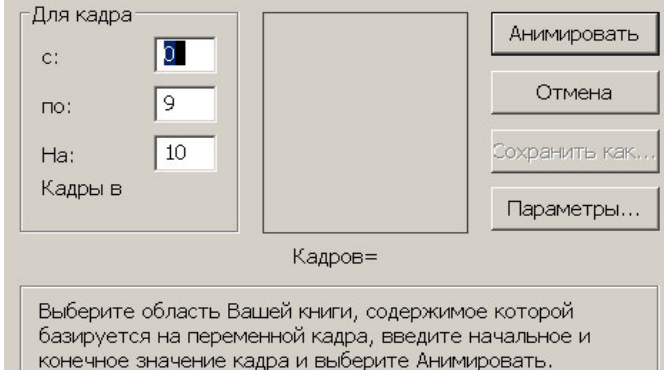 Для кадра
с: 0
по: 9
На: 10
Кадры в
Анимировать
Отмена
Сохранить как...
Параметры...
Кадров=
Выберите область Вашей книги, содержимое которой
базируется на переменной кадра, введите начальное и
конечное значение кадра и выберите Анимировать.